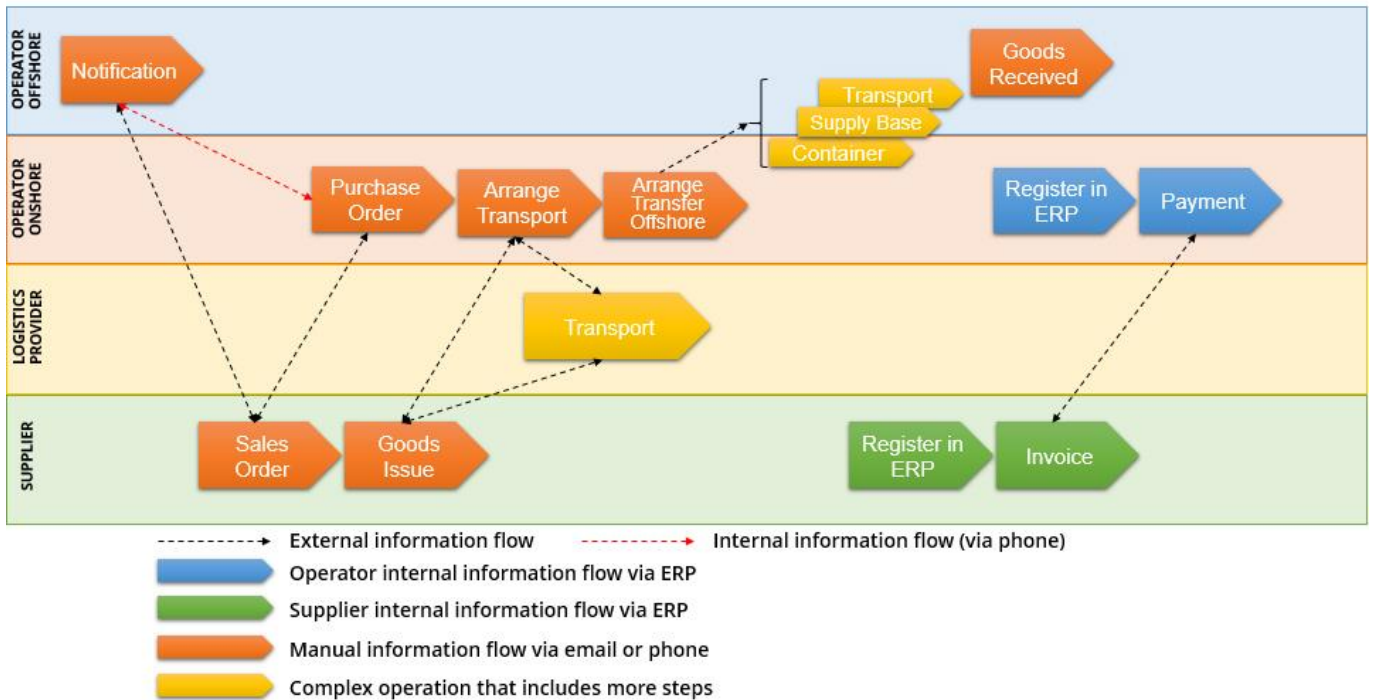 OPERATOR
OFFSHORE
Notification
Goods
Received
Transport
Supply Base
Container
OPERATOR
ONSHORE
Purchase
Order
Arrange
Transport
Arrange
Transfer
Offshore
Register in
ERP
Payment
LOGISTICS
PROVIDER
Transport
SUPPLIER
Sales
Order
Goods
Issue
Register in
ERP
Invoice
External information flow
Internal information flow (via phone)
Operator internal information flow via ERP
Supplier internal information flow via ERP
Manual information flow via email or phone
Complex operation that includes more steps